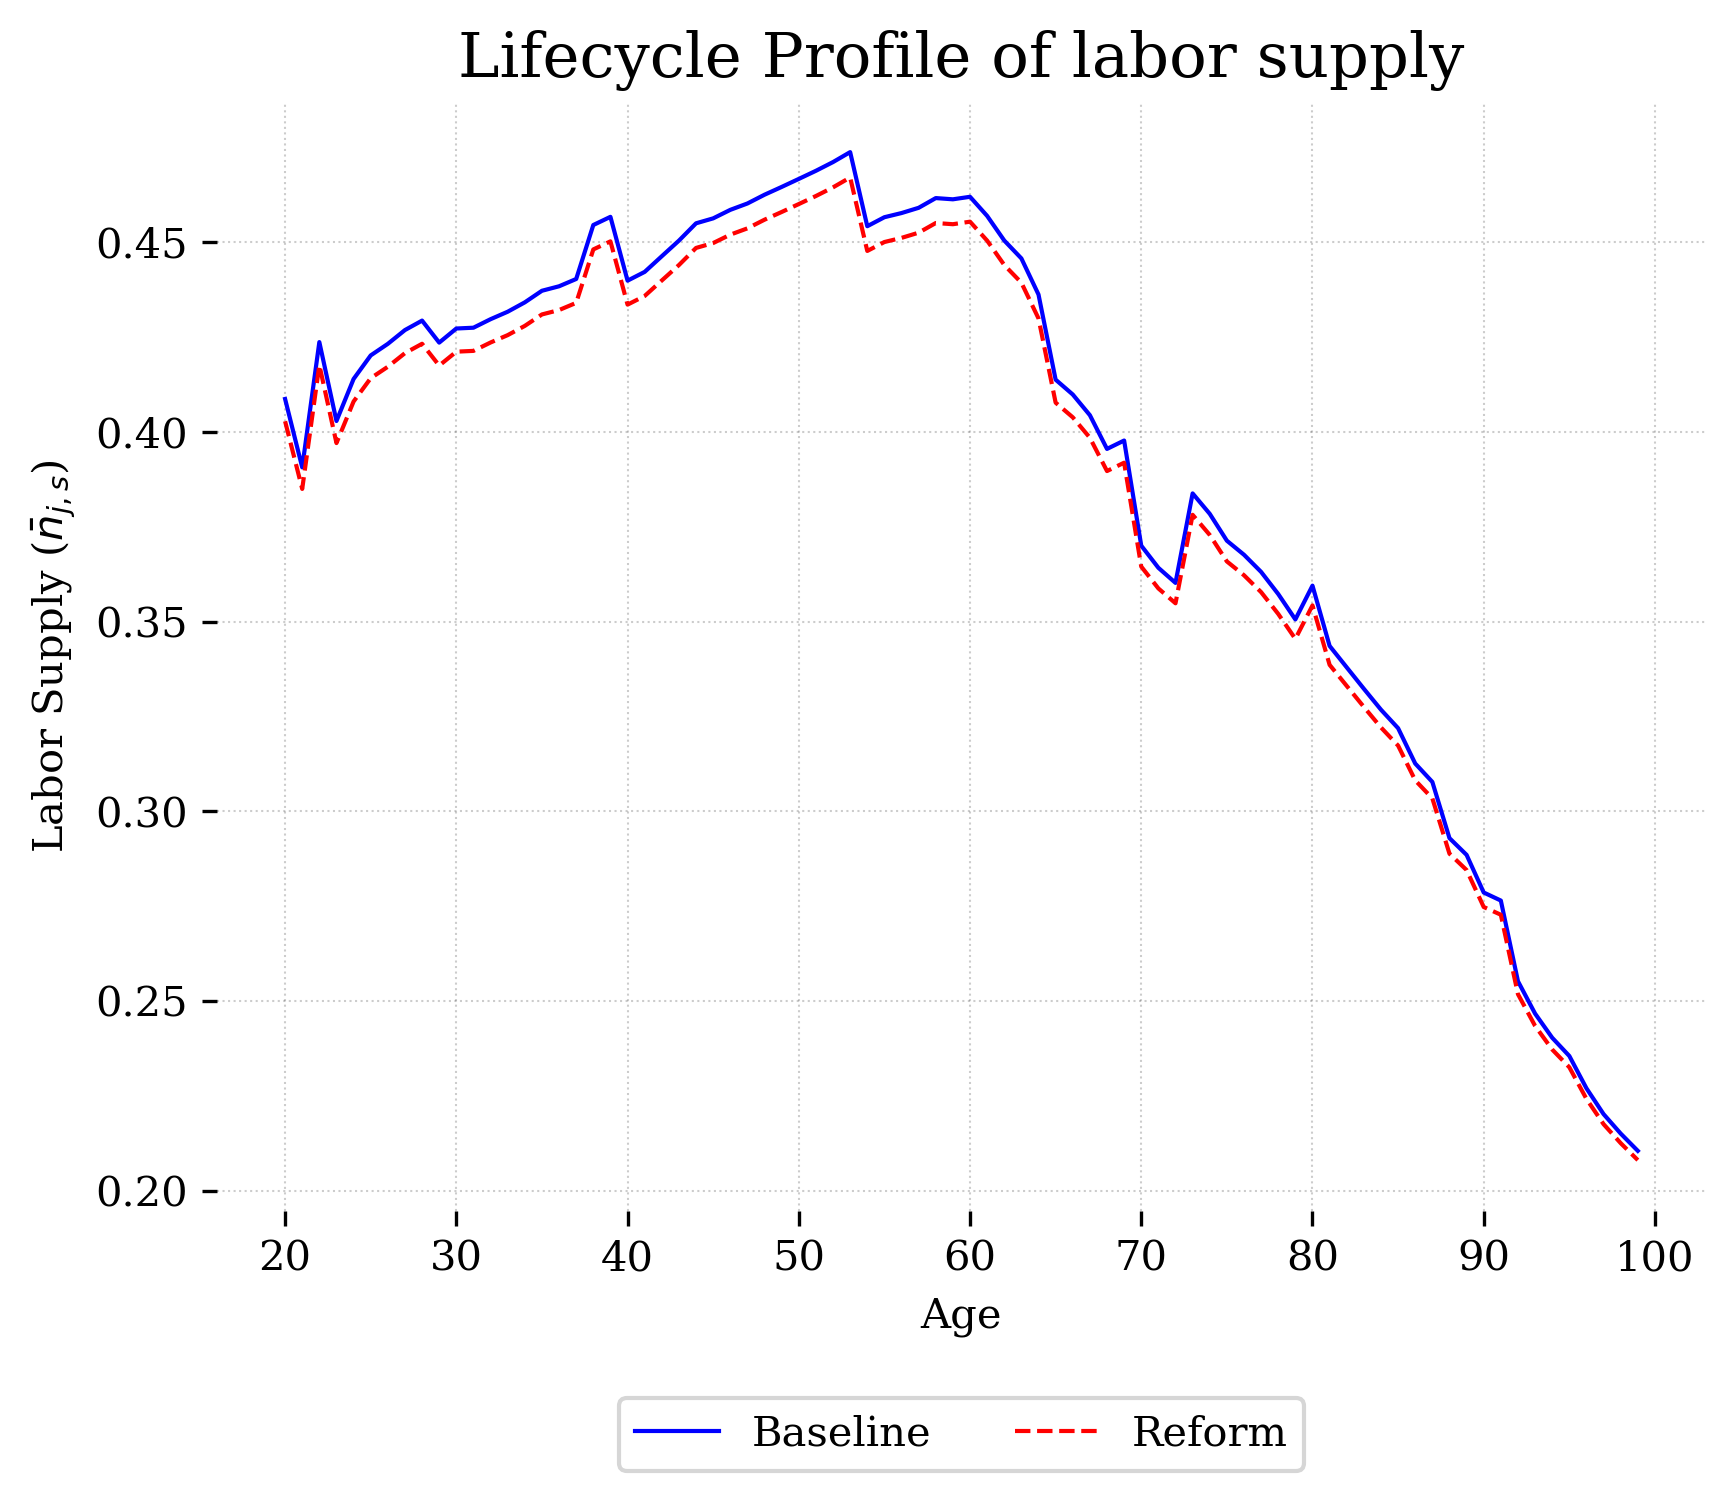 Lifecycle Profile of labor supply
Labor Supply (n̄j,s)
0.45
0.40
0.35
0.30
0.25
0.20
20 30 40 50 60 70 80 90 100
Age
Baseline Reform